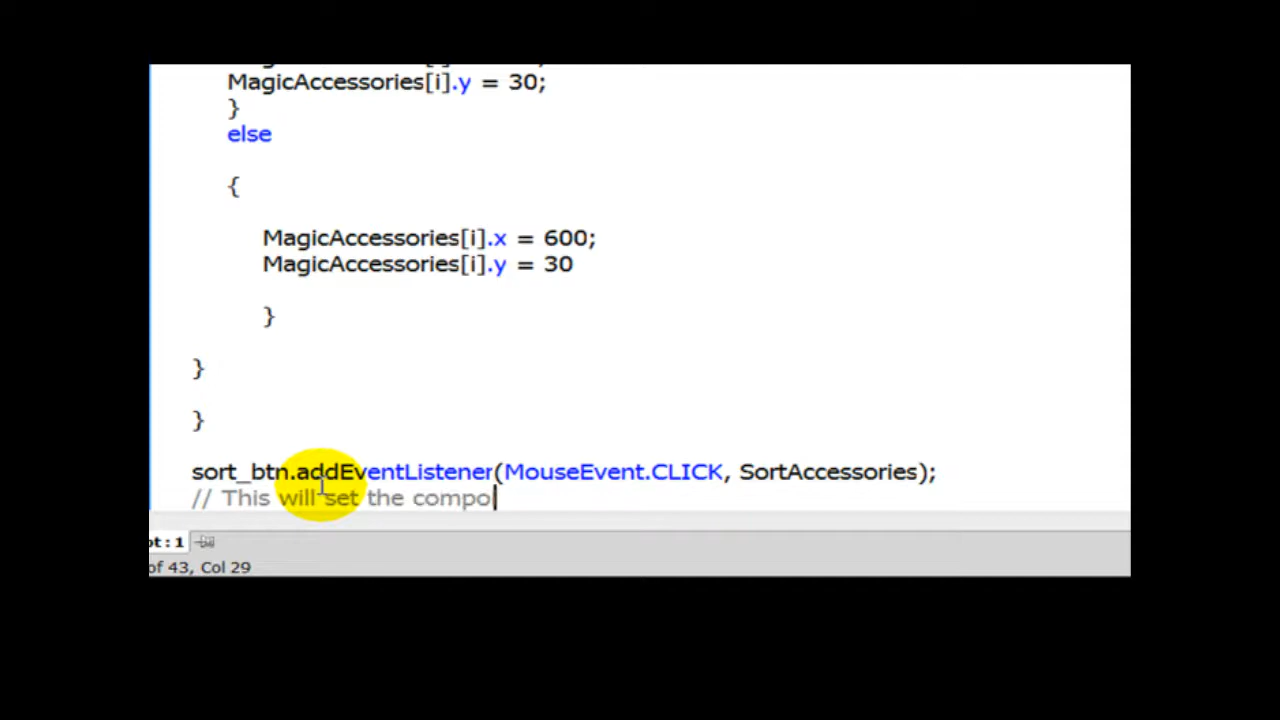 MagicAccessories[i].y = 30;
}
else
{
MagicAccessories[i].x = 600;
MagicAccessories[i].y = 30
}
}
}
sort_btn.addEventListener(MouseEvent.CLICK, SortAccessories);
// This will set the compo
pt : 1
of 43, Col 29